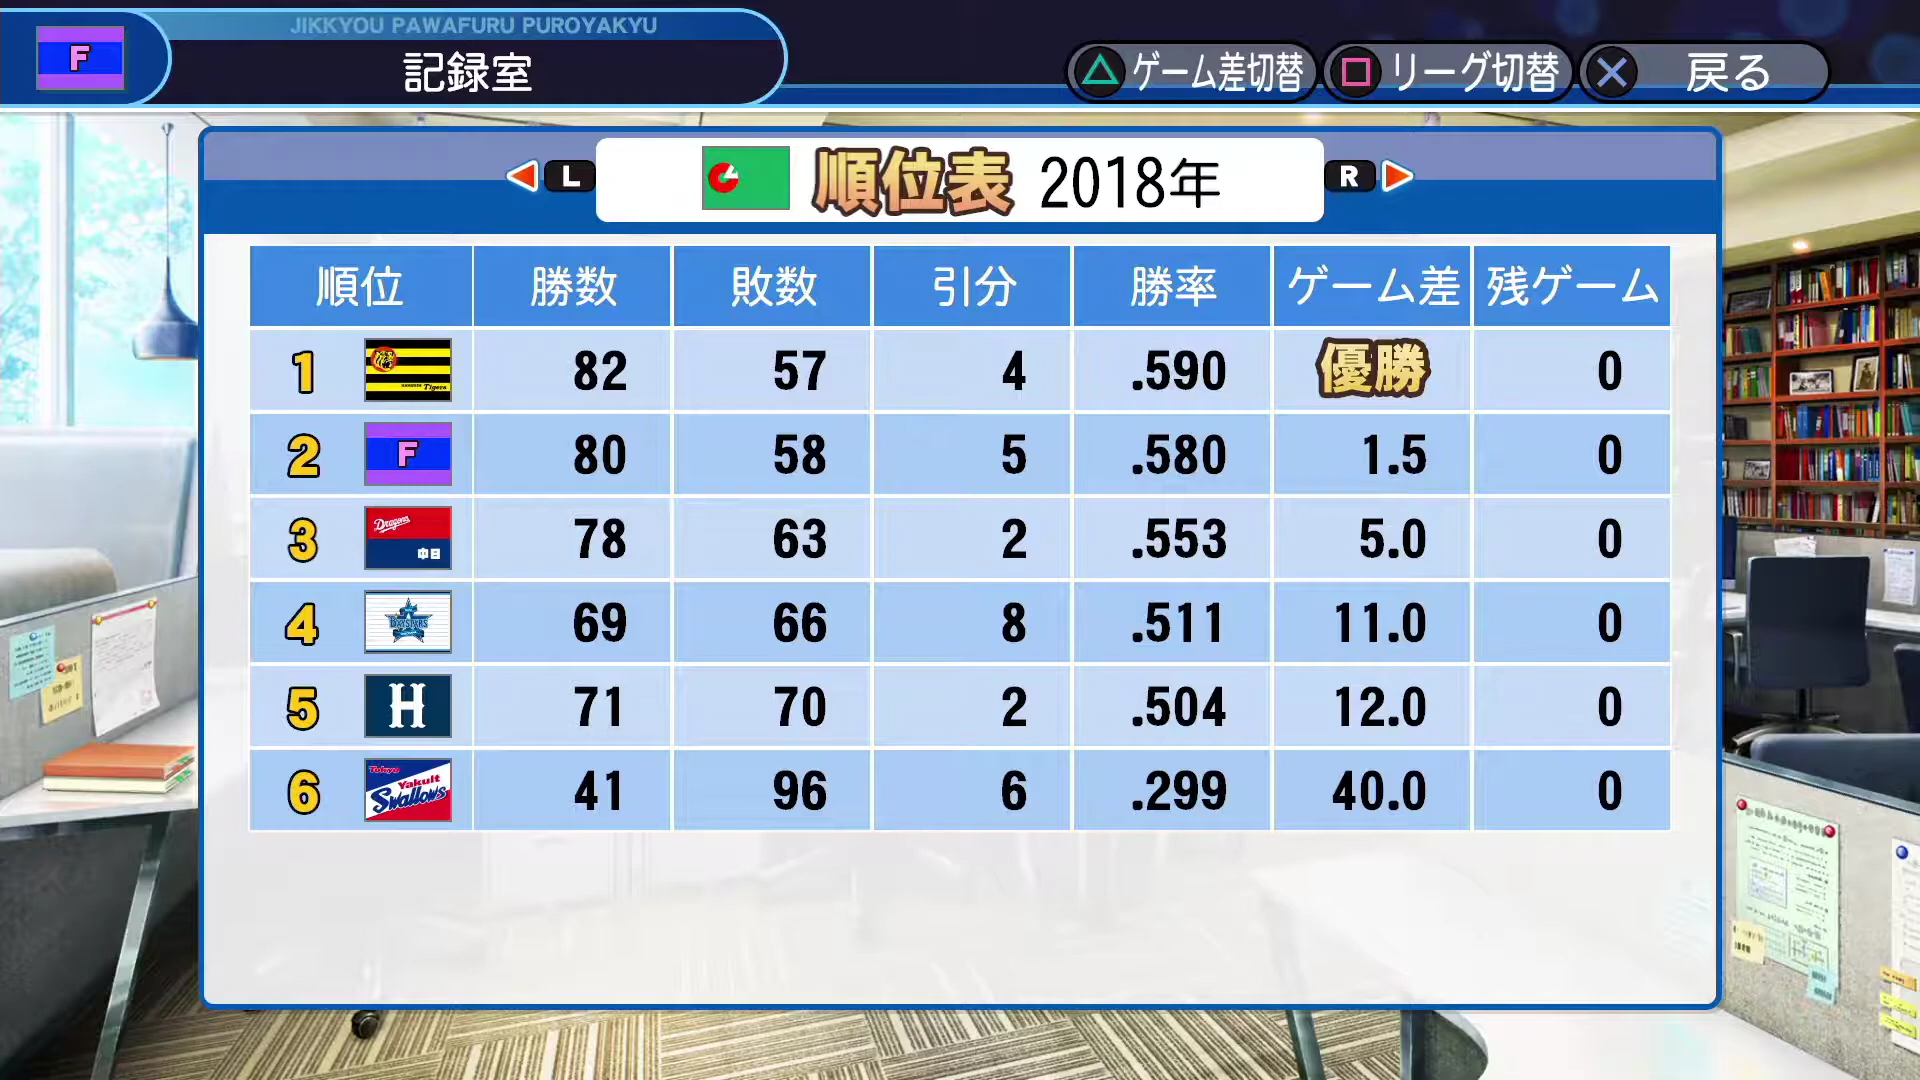 JIKKYOU PAWAFURU PUROYAKYU
F 記録室 ゲーム差切替 リーグ切替 戻る
L 順位表 2018年 R
順位 勝数 敗数 引分 勝率 ゲーム差 残ゲーム
1 Tigers 82 57 4 .590 優勝 0
2 F 80 58 5 .580 1.5 0
3 Dragons 中日 78 63 2 .553 5.0 0
4 BAYSTARS 69 66 8 .511 11.0 0
5 H 71 70 2 .504 12.0 0
6 Tokyo Yakult Swallows 41 96 6 .299 40.0 0